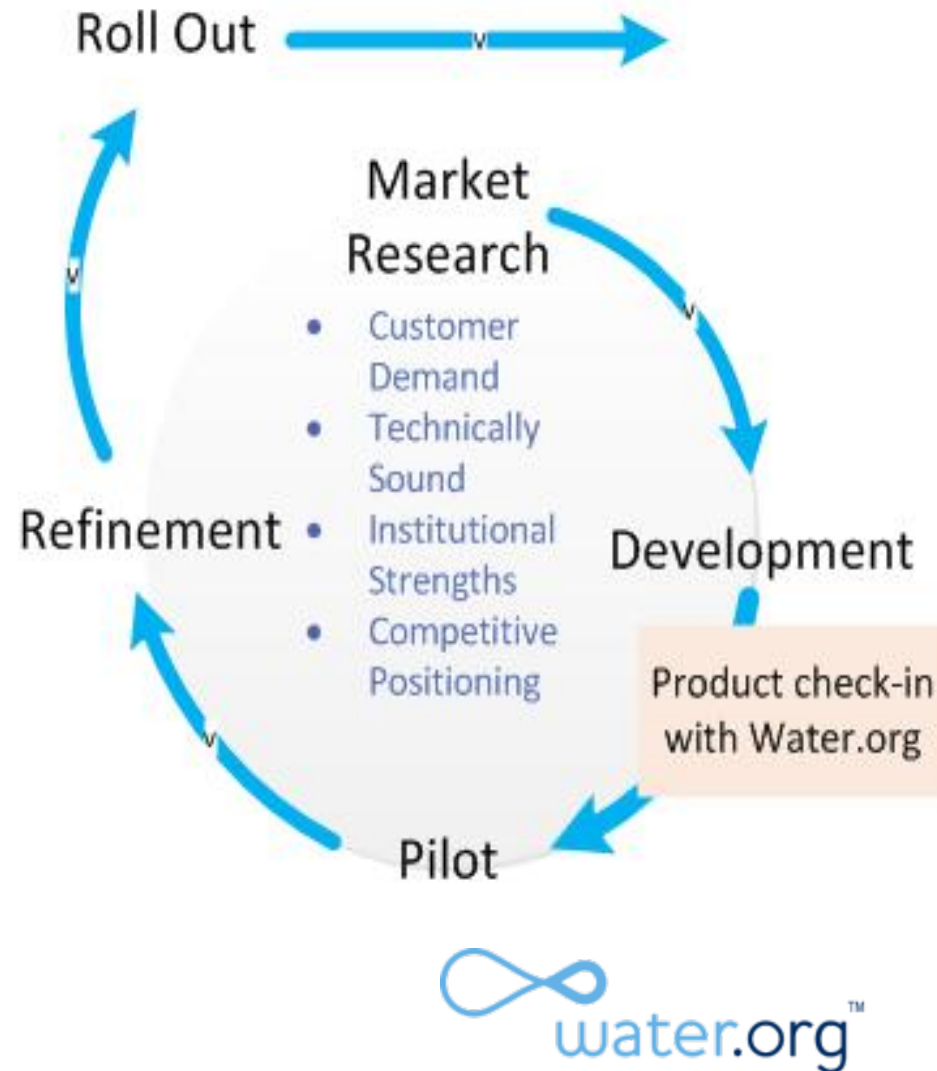 Roll Out
v
Market
Research
v
• Customer
Demand
• Technically
Sound
• Institutional
Strengths
• Competitive
Positioning
v
Refinement
Development
Product check-in
with Water.org
v
Pilot
water.org™